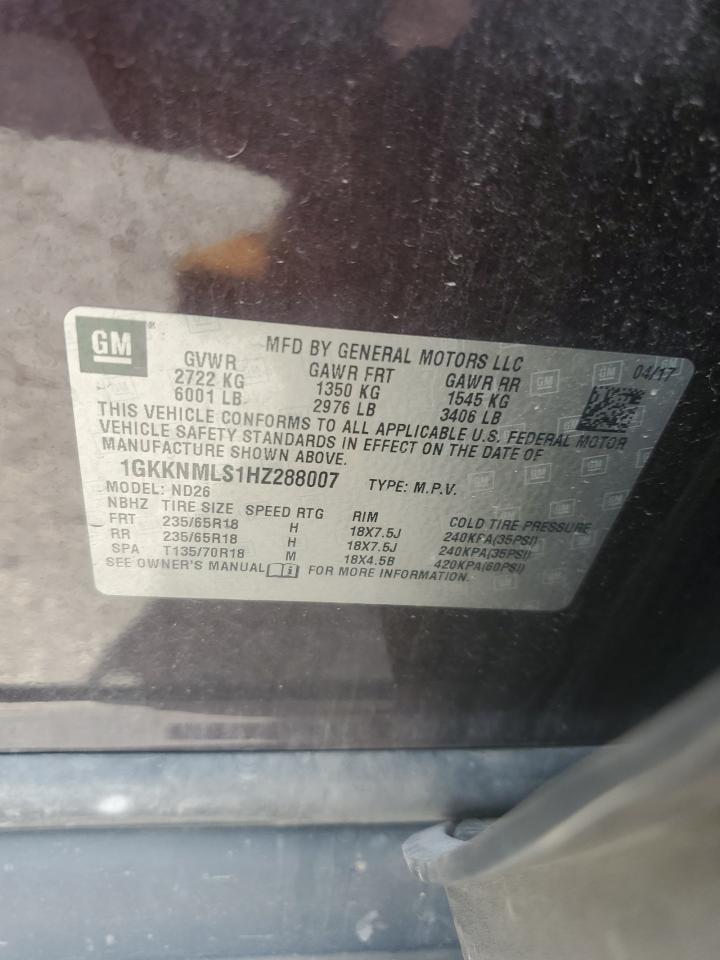 GM
MFD BY GENERAL MOTORS LLC
04/17
GVWR GAWR FRT GAWR RR
2722 KG 1350 KG 1545 KG
6001 LB 2976 LB 3406 LB
THIS VEHICLE CONFORMS TO ALL APPLICABLE U.S. FEDERAL MOTOR
VEHICLE SAFETY STANDARDS IN EFFECT ON THE DATE OF
MANUFACTURE SHOWN ABOVE.
1GKKNMLS1HZ288007 TYPE: M.P.V.
MODEL: ND26
NBHZ TIRE SIZE SPEED RTG RIM COLD TIRE PRESSURE
FRT 235/65R18 H 18X7.5J 240KPA(35PSI)
RR 235/65R18 H 18X7.5J 240KPA(35PSI)
SPA T135/70R18 M 18X4.5B 420KPA(60PSI)
SEE OWNER'S MANUAL FOR MORE INFORMATION.